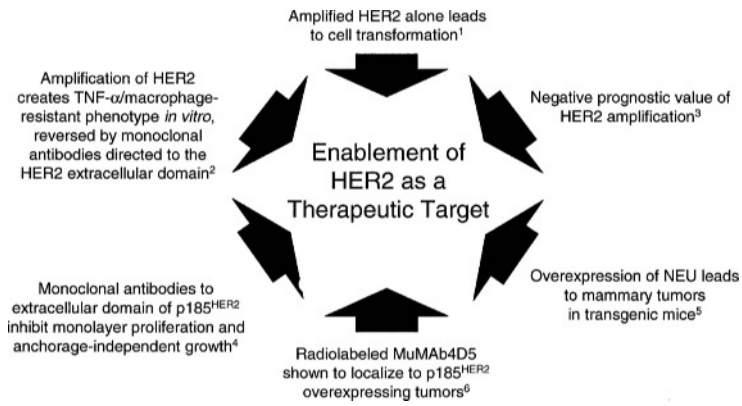 Amplified HER2 alone leads
to cell transformation¹
Amplification of HER2
creates TNF-α/macrophage-
resistant phenotype in vitro,
reversed by monoclonal
antibodies directed to the
HER2 extracellular domain²
Negative prognostic value of
HER2 amplification³
Enablement of
HER2 as a
Therapeutic Target
Monoclonal antibodies to
extracellular domain of p185ᴴᴱᴿ²
inhibit monolayer proliferation and
anchorage-independent growth⁴
Overexpression of NEU leads
to mammary tumors
in transgenic mice⁵
Radiolabeled MuMAb4D5
shown to localize to p185ᴴᴱᴿ²
overexpressing tumors⁶